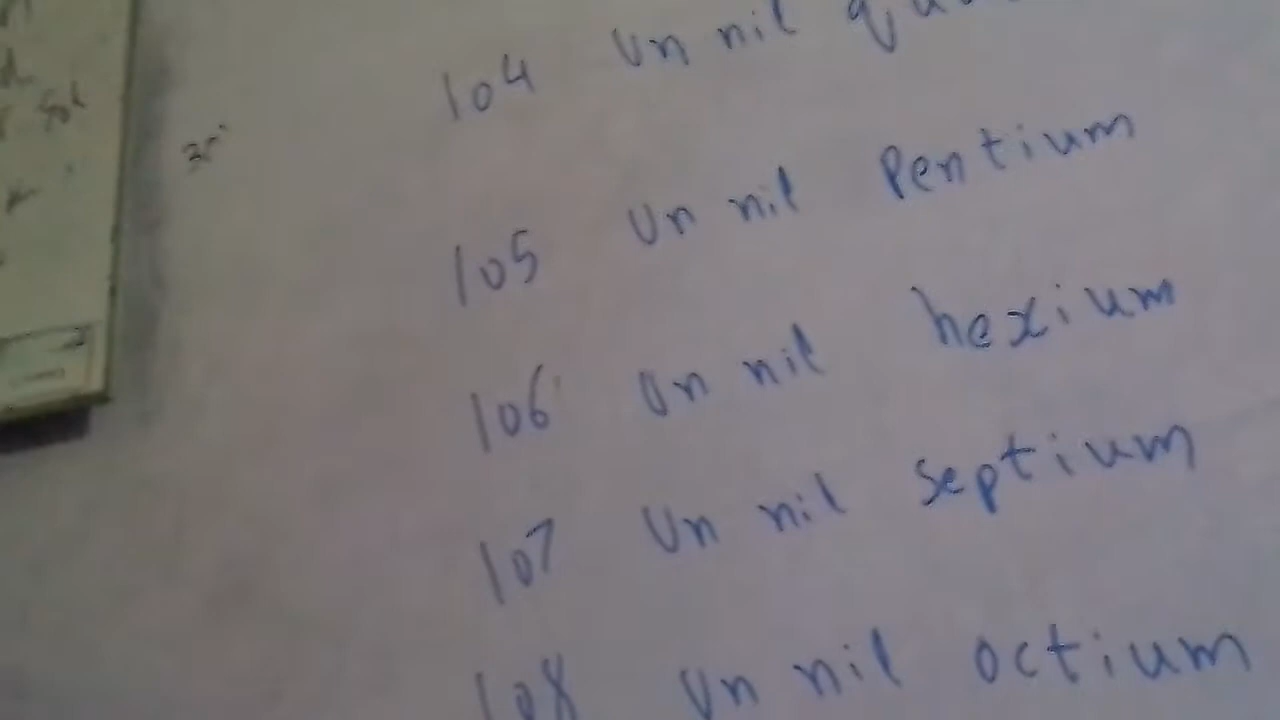 104 Un nil
105 Un nil Pentium
106 Un nil hexium
107 Un nil Septium
108 Un nil octium